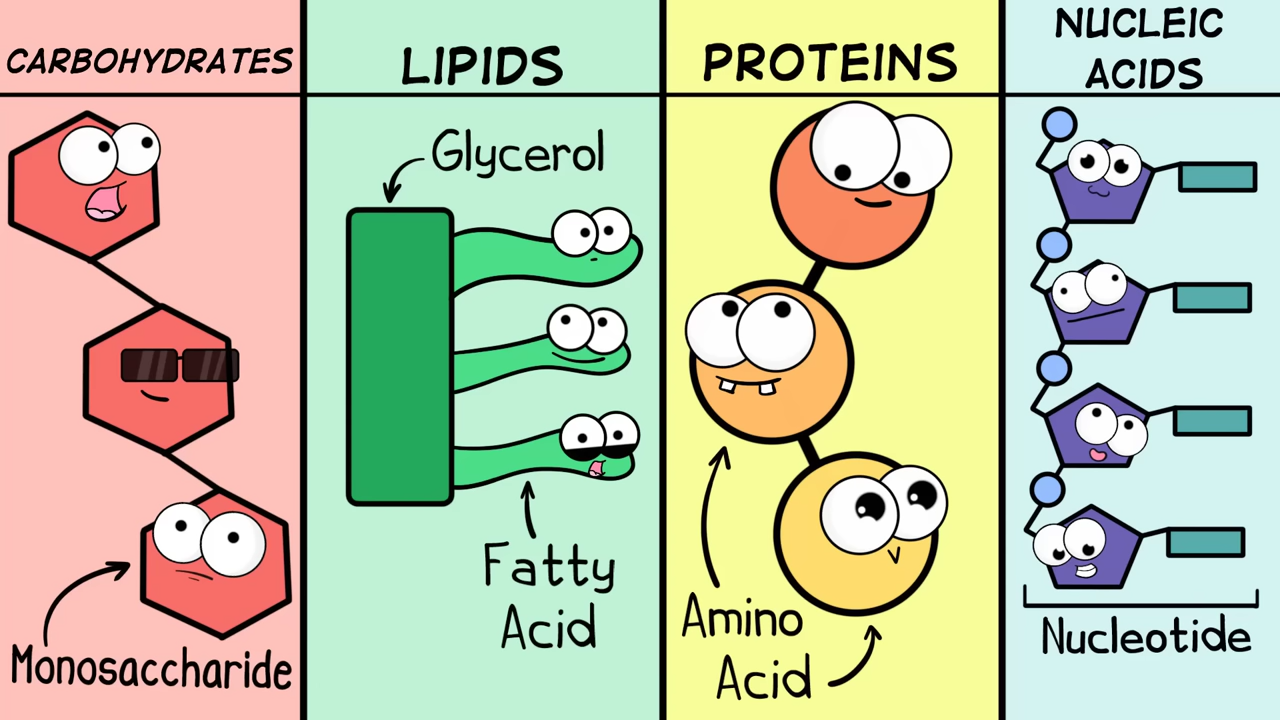 CARBOHYDRATES
LIPIDS
PROTEINS
NUCLEIC
ACIDS
Monosaccharide
Glycerol
Fatty
Acid
Amino
Acid
Nucleotide